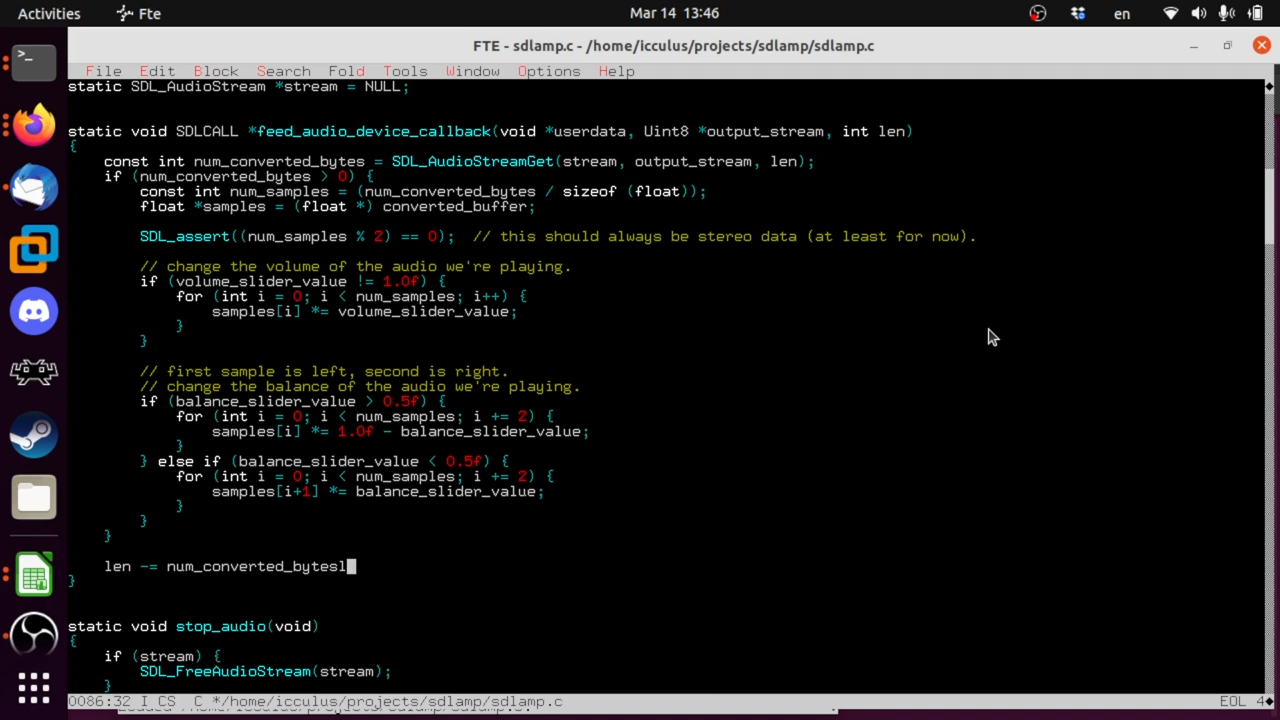 Activities Fte Mar 14 13:46 en
FTE - sdlamp.c - /home/icculus/projects/sdlamp/sdlamp.c
File Edit Block Search Fold Tools Window Options Help
static SDL_AudioStream *stream = NULL;
static void SDLCALL *feed_audio_device_callback(void *userdata, Uint8 *output_stream, int len)
{
    const int num_converted_bytes = SDL_AudioStreamGet(stream, output_stream, len);
    if (num_converted_bytes > 0) {
        const int num_samples = (num_converted_bytes / sizeof (float));
        float *samples = (float *) converted_buffer;
        SDL_assert((num_samples % 2) == 0);  // this should always be stereo data (at least for now).
        // change the volume of the audio we're playing.
        if (volume_slider_value != 1.0f) {
            for (int i = 0; i < num_samples; i++) {
                samples[i] *= volume_slider_value;
            }
        }
        // first sample is left, second is right.
        // change the balance of the audio we're playing.
        if (balance_slider_value > 0.5f) {
            for (int i = 0; i < num_samples; i += 2) {
                samples[i] *= 1.0f - balance_slider_value;
            }
        } else if (balance_slider_value < 0.5f) {
            for (int i = 0; i < num_samples; i += 2) {
                samples[i+1] *= balance_slider_value;
            }
        }
    }
    len -= num_converted_bytesl
}
static void stop_audio(void)
{
    if (stream) {
        SDL_FreeAudioStream(stream);
    }
0086:32 I CS  C */home/icculus/projects/sdlamp/sdlamp.c EOL 4